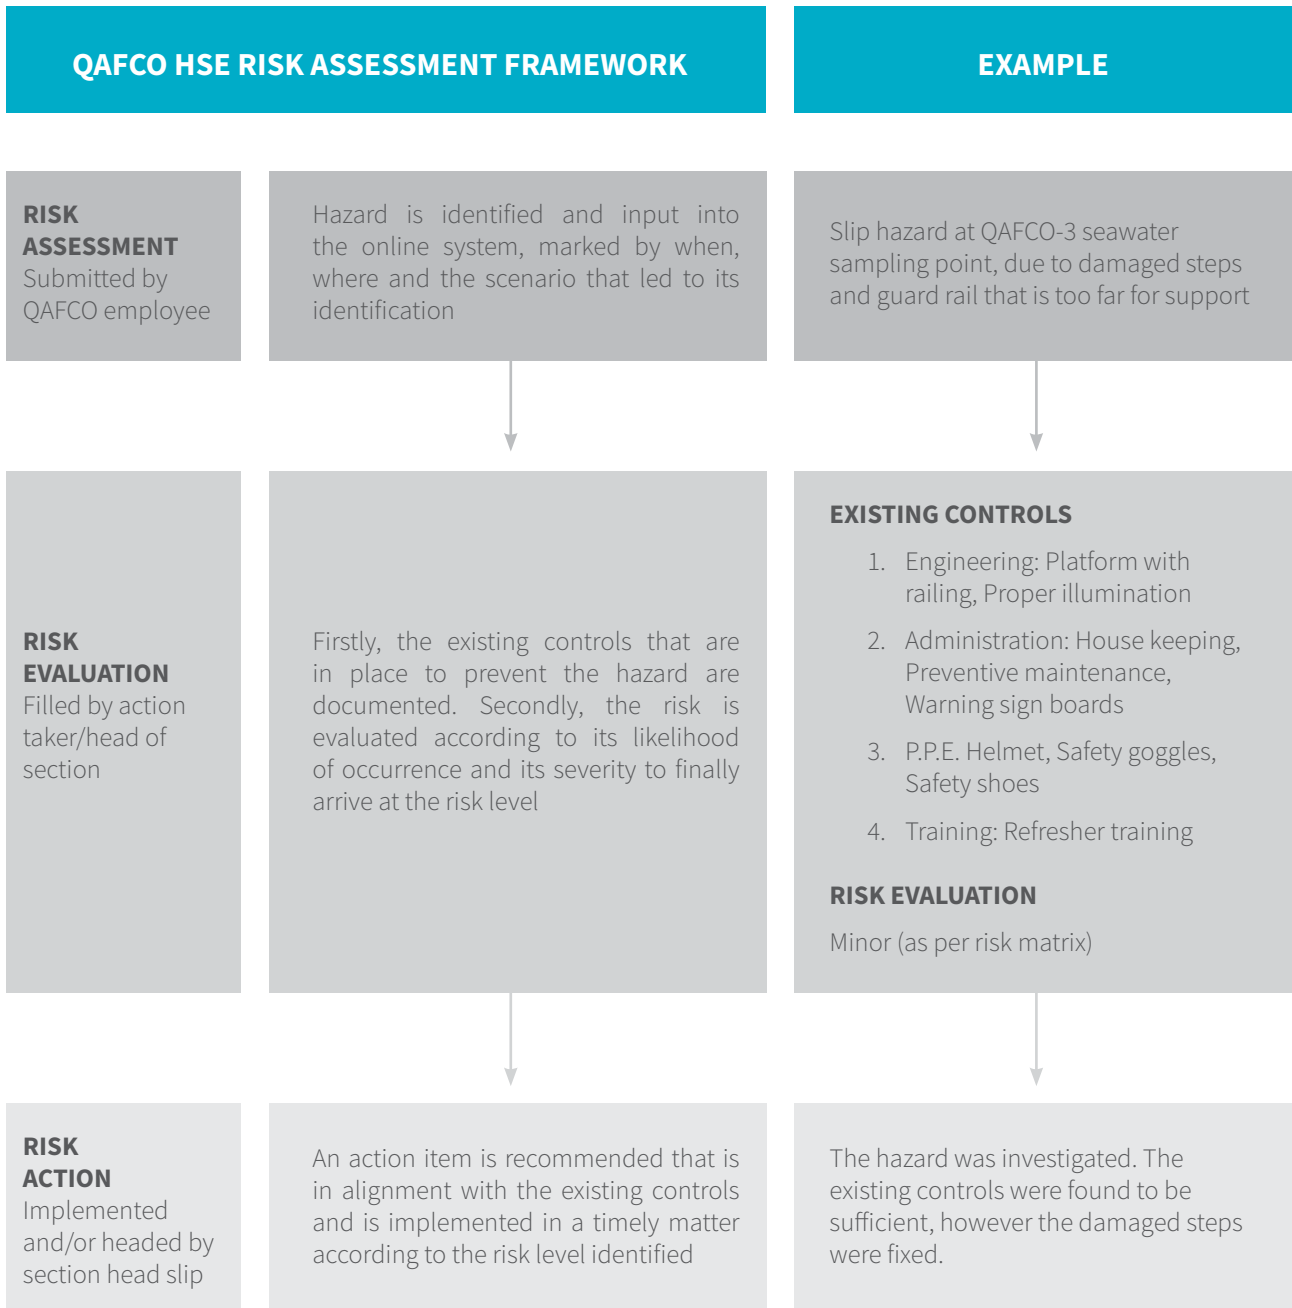 QAFCO HSE RISK ASSESSMENT FRAMEWORK
EXAMPLE
RISK
ASSESSMENT
Submitted by
QAFCO employee
Hazard is identified and input into
the online system, marked by when,
where and the scenario that led to its
identification
Slip hazard at QAFCO-3 seawater
sampling point, due to damaged steps
and guard rail that is too far for support
RISK
EVALUATION
Filled by action
taker/head of
section
Firstly, the existing controls that are
in place to prevent the hazard are
documented. Secondly, the risk is
evaluated according to its likelihood
of occurrence and its severity to finally
arrive at the risk level
EXISTING CONTROLS
1. Engineering: Platform with
railing, Proper illumination
2. Administration: House keeping,
Preventive maintenance,
Warning sign boards
3. P.P.E. Helmet, Safety goggles,
Safety shoes
4. Training: Refresher training
RISK EVALUATION
Minor (as per risk matrix)
RISK
ACTION
Implemented
and/or headed by
section head slip
An action item is recommended that is
in alignment with the existing controls
and is implemented in a timely matter
according to the risk level identified
The hazard was investigated. The
existing controls were found to be
sufficient, however the damaged steps
were fixed.